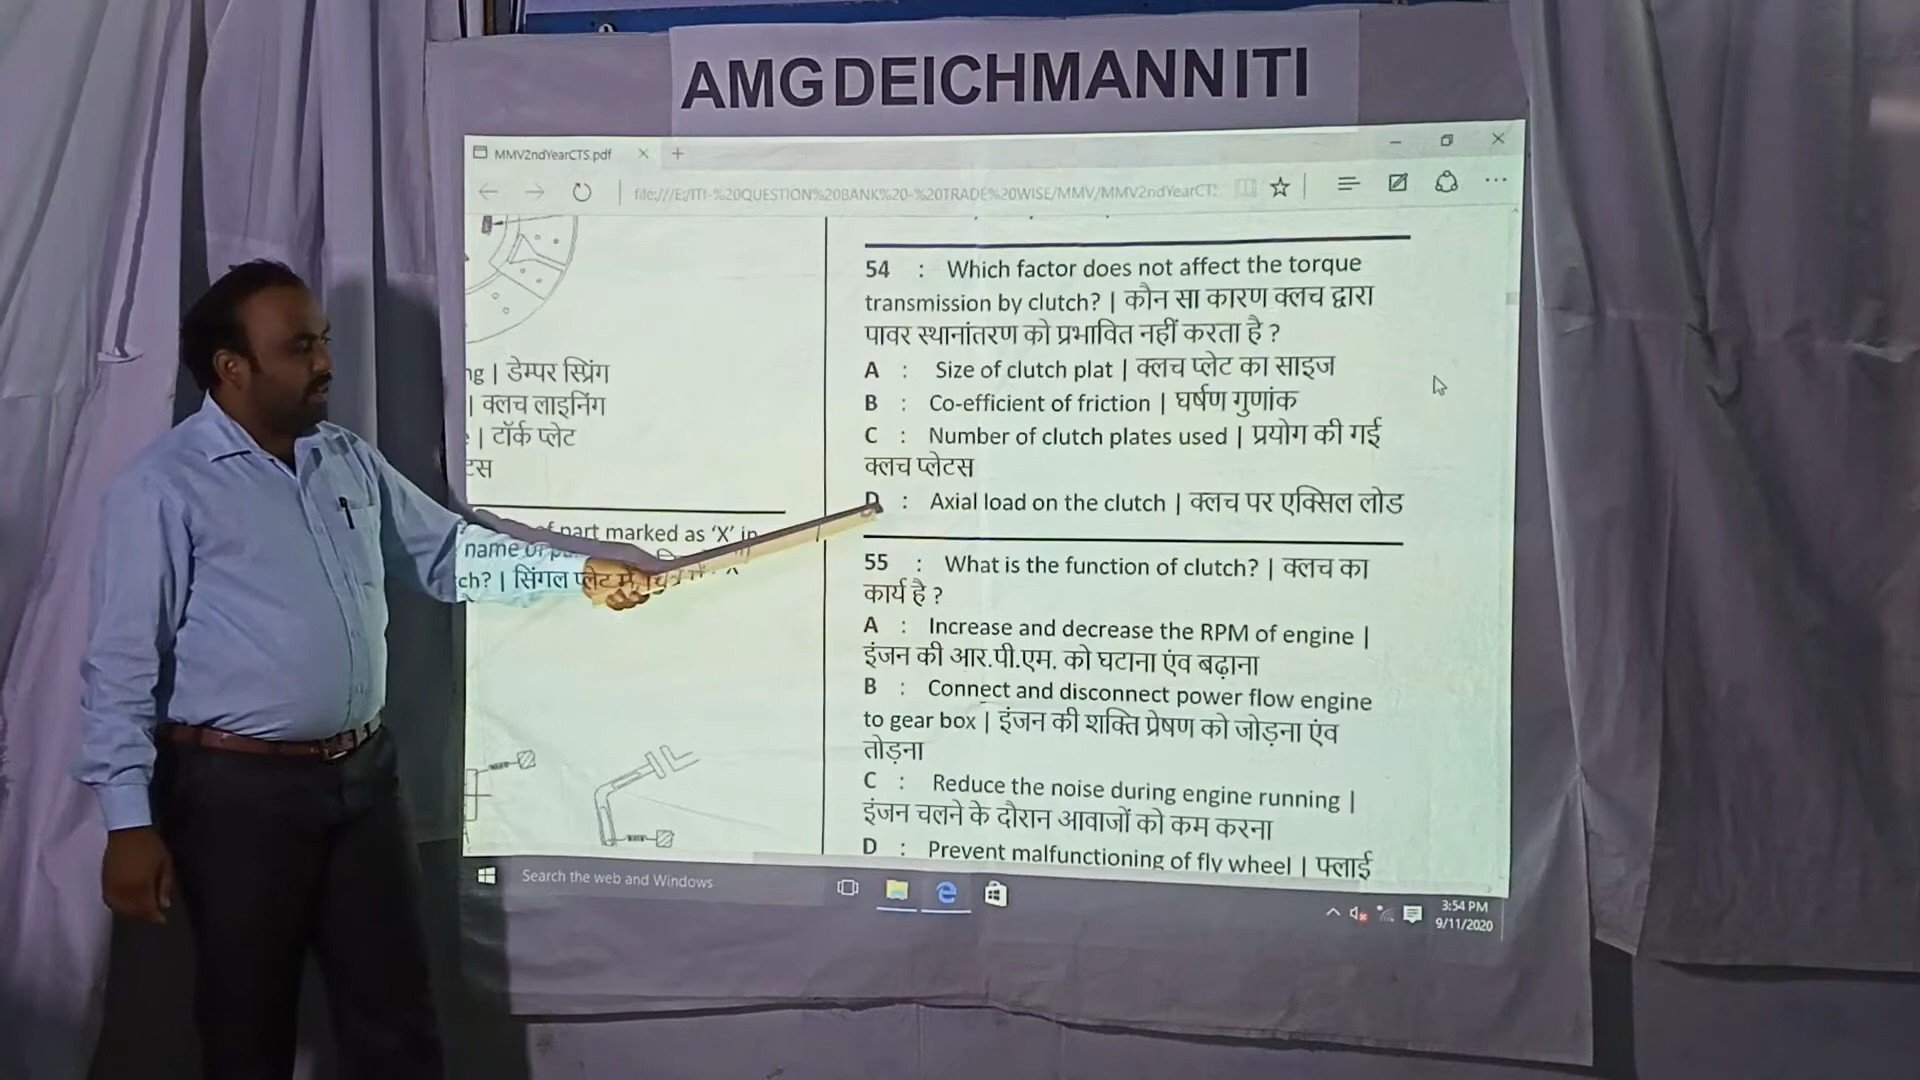 AMG DEICHMANN ITI
MMV2ndYearCTS.pdf
file:///E:/ITI-%20QUESTION%20BANK%20-%20TRADE%20WISE/MMV/MMV2ndYearCT
| डेम्पर स्प्रिंग
| क्लच लाइनिंग
| टॉर्क प्लेट
part marked as ‘X’ in
name of
ch? | सिंगल प्लेट में
54 : Which factor does not affect the torque
transmission by clutch? | कौन सा कारण क्लच द्वारा
पावर स्थानांतरण को प्रभावित नहीं करता है ?
A : Size of clutch plat | क्लच प्लेट का साइज
B : Co-efficient of friction | घर्षण गुणांक
C : Number of clutch plates used | प्रयोग की गई
क्लच प्लेटस
D : Axial load on the clutch | क्लच पर एक्सिल लोड
55 : What is the function of clutch? | क्लच का
कार्य है ?
A : Increase and decrease the RPM of engine |
इंजन की आर.पी.एम. को घटाना एंव बढ़ाना
B : Connect and disconnect power flow engine
to gear box | इंजन की शक्ति प्रेषण को जोड़ना एंव
तोड़ना
C : Reduce the noise during engine running |
इंजन चलने के दौरान आवाजों को कम करना
D : Prevent malfunctioning of fly wheel | फ्लाई
Search the web and Windows
3:54 PM
9/11/2020